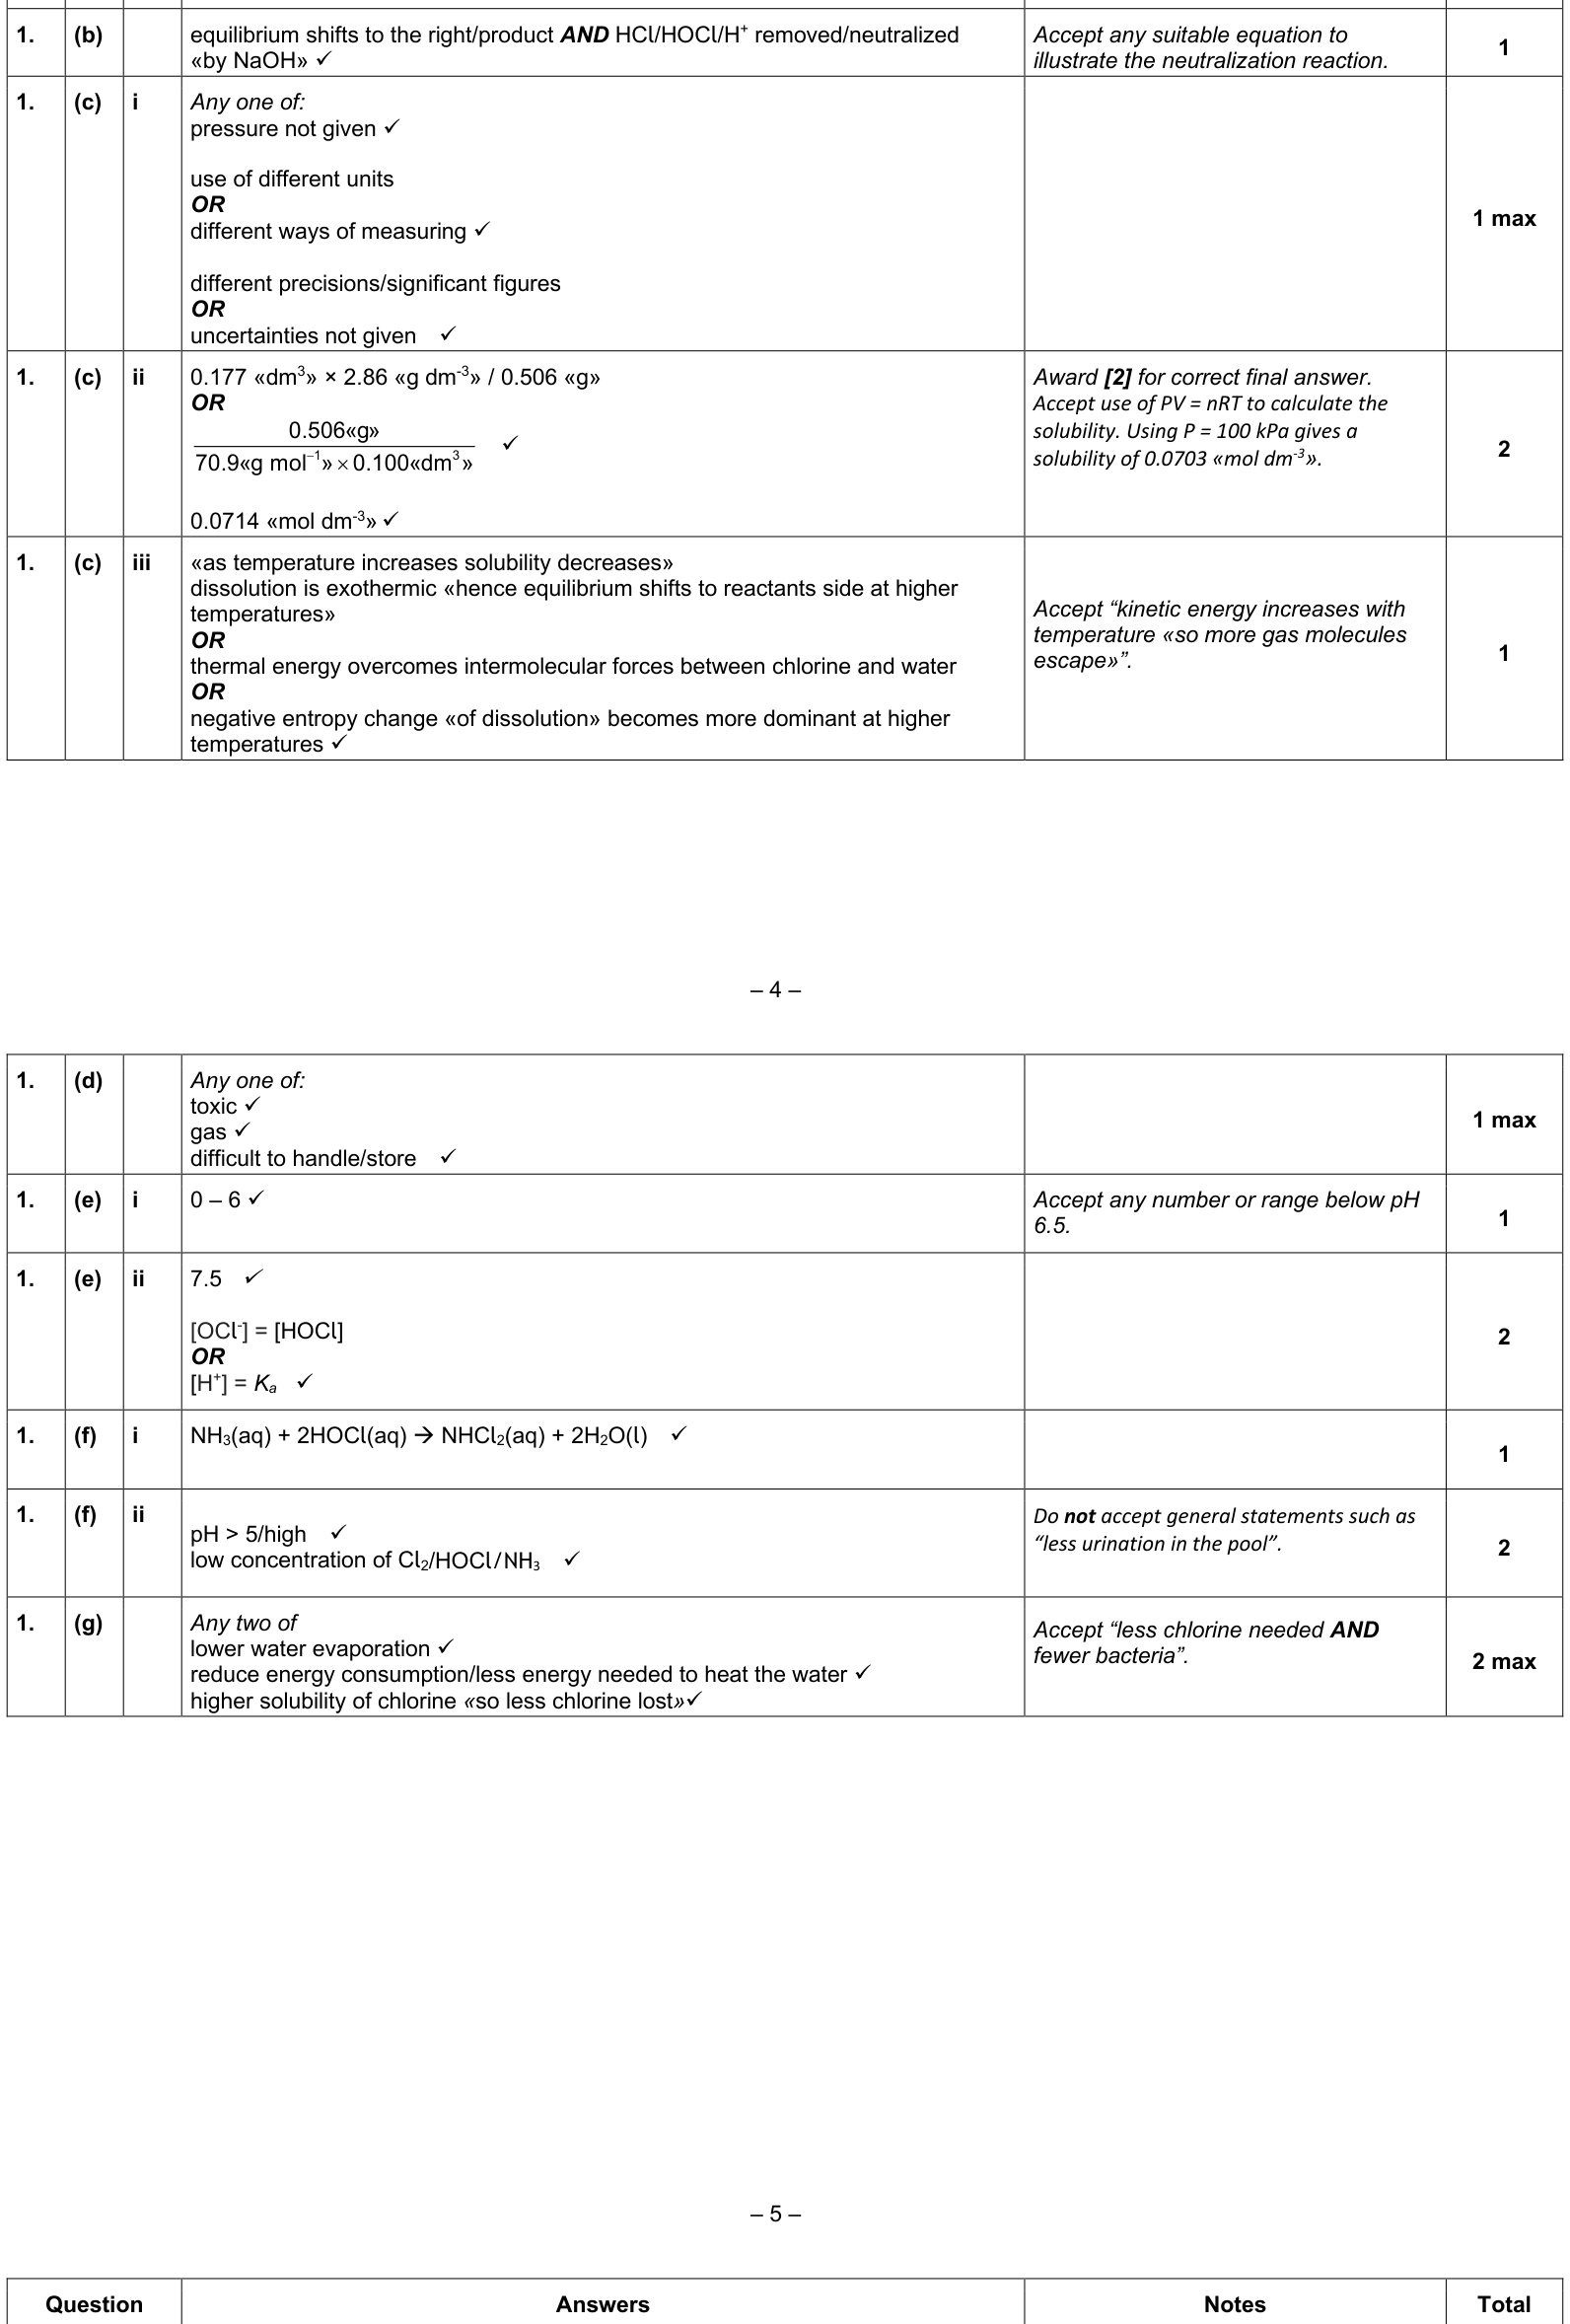 1. (b) equilibrium shifts to the right/product AND HCl/HOCl/H⁺ removed/neutralized
«by NaOH» ✓
Accept any suitable equation to
illustrate the neutralization reaction.
1
1. (c) i Any one of:
pressure not given ✓
use of different units
OR
different ways of measuring ✓
different precisions/significant figures
OR
uncertainties not given ✓
1 max
1. (c) ii 0.177 «dm³» × 2.86 «g dm⁻³» / 0.506 «g»
OR
0.506«g»
70.9«g mol⁻¹» × 0.100«dm³» ✓
0.0714 «mol dm⁻³» ✓
Award [2] for correct final answer.
Accept use of PV = nRT to calculate the
solubility. Using P = 100 kPa gives a
solubility of 0.0703 «mol dm⁻³».
2
1. (c) iii «as temperature increases solubility decreases»
dissolution is exothermic «hence equilibrium shifts to reactants side at higher
temperatures»
OR
thermal energy overcomes intermolecular forces between chlorine and water
OR
negative entropy change «of dissolution» becomes more dominant at higher
temperatures ✓
Accept “kinetic energy increases with
temperature «so more gas molecules
escape»”.
1
– 4 –
1. (d) Any one of:
toxic ✓
gas ✓
difficult to handle/store ✓
1 max
1. (e) i 0 – 6 ✓
Accept any number or range below pH
6.5.
1
1. (e) ii 7.5 ✓
[OCl⁻] = [HOCl]
OR
[H⁺] = Kₐ ✓
2
1. (f) i NH₃(aq) + 2HOCl(aq) → NHCl₂(aq) + 2H₂O(l) ✓
1
1. (f) ii
pH > 5/high ✓
low concentration of Cl₂/HOCl/NH₃ ✓
Do not accept general statements such as
“less urination in the pool”.
2
1. (g) Any two of
lower water evaporation ✓
reduce energy consumption/less energy needed to heat the water ✓
higher solubility of chlorine «so less chlorine lost»✓
Accept “less chlorine needed AND
fewer bacteria”.
2 max
– 5 –
Question Answers Notes Total